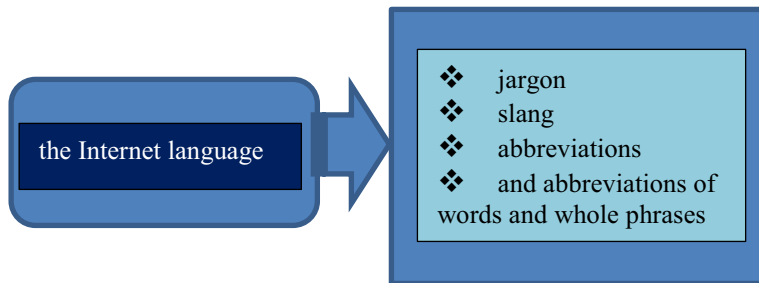 the Internet language
❖ jargon
❖ slang
❖ abbreviations
❖ and abbreviations of
words and whole phrases